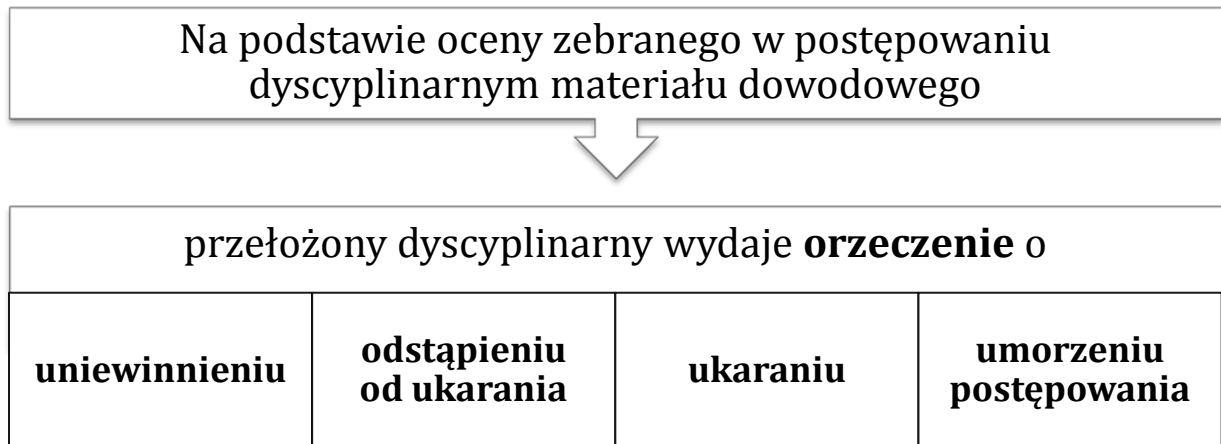 Na podstawie oceny zebranego w postępowaniu
dyscyplinarnym materiału dowodowego
przełożony dyscyplinarny wydaje orzeczenie o
uniewinnieniu
odstąpieniu
od ukarania
ukaraniu
umorzeniu
postępowania